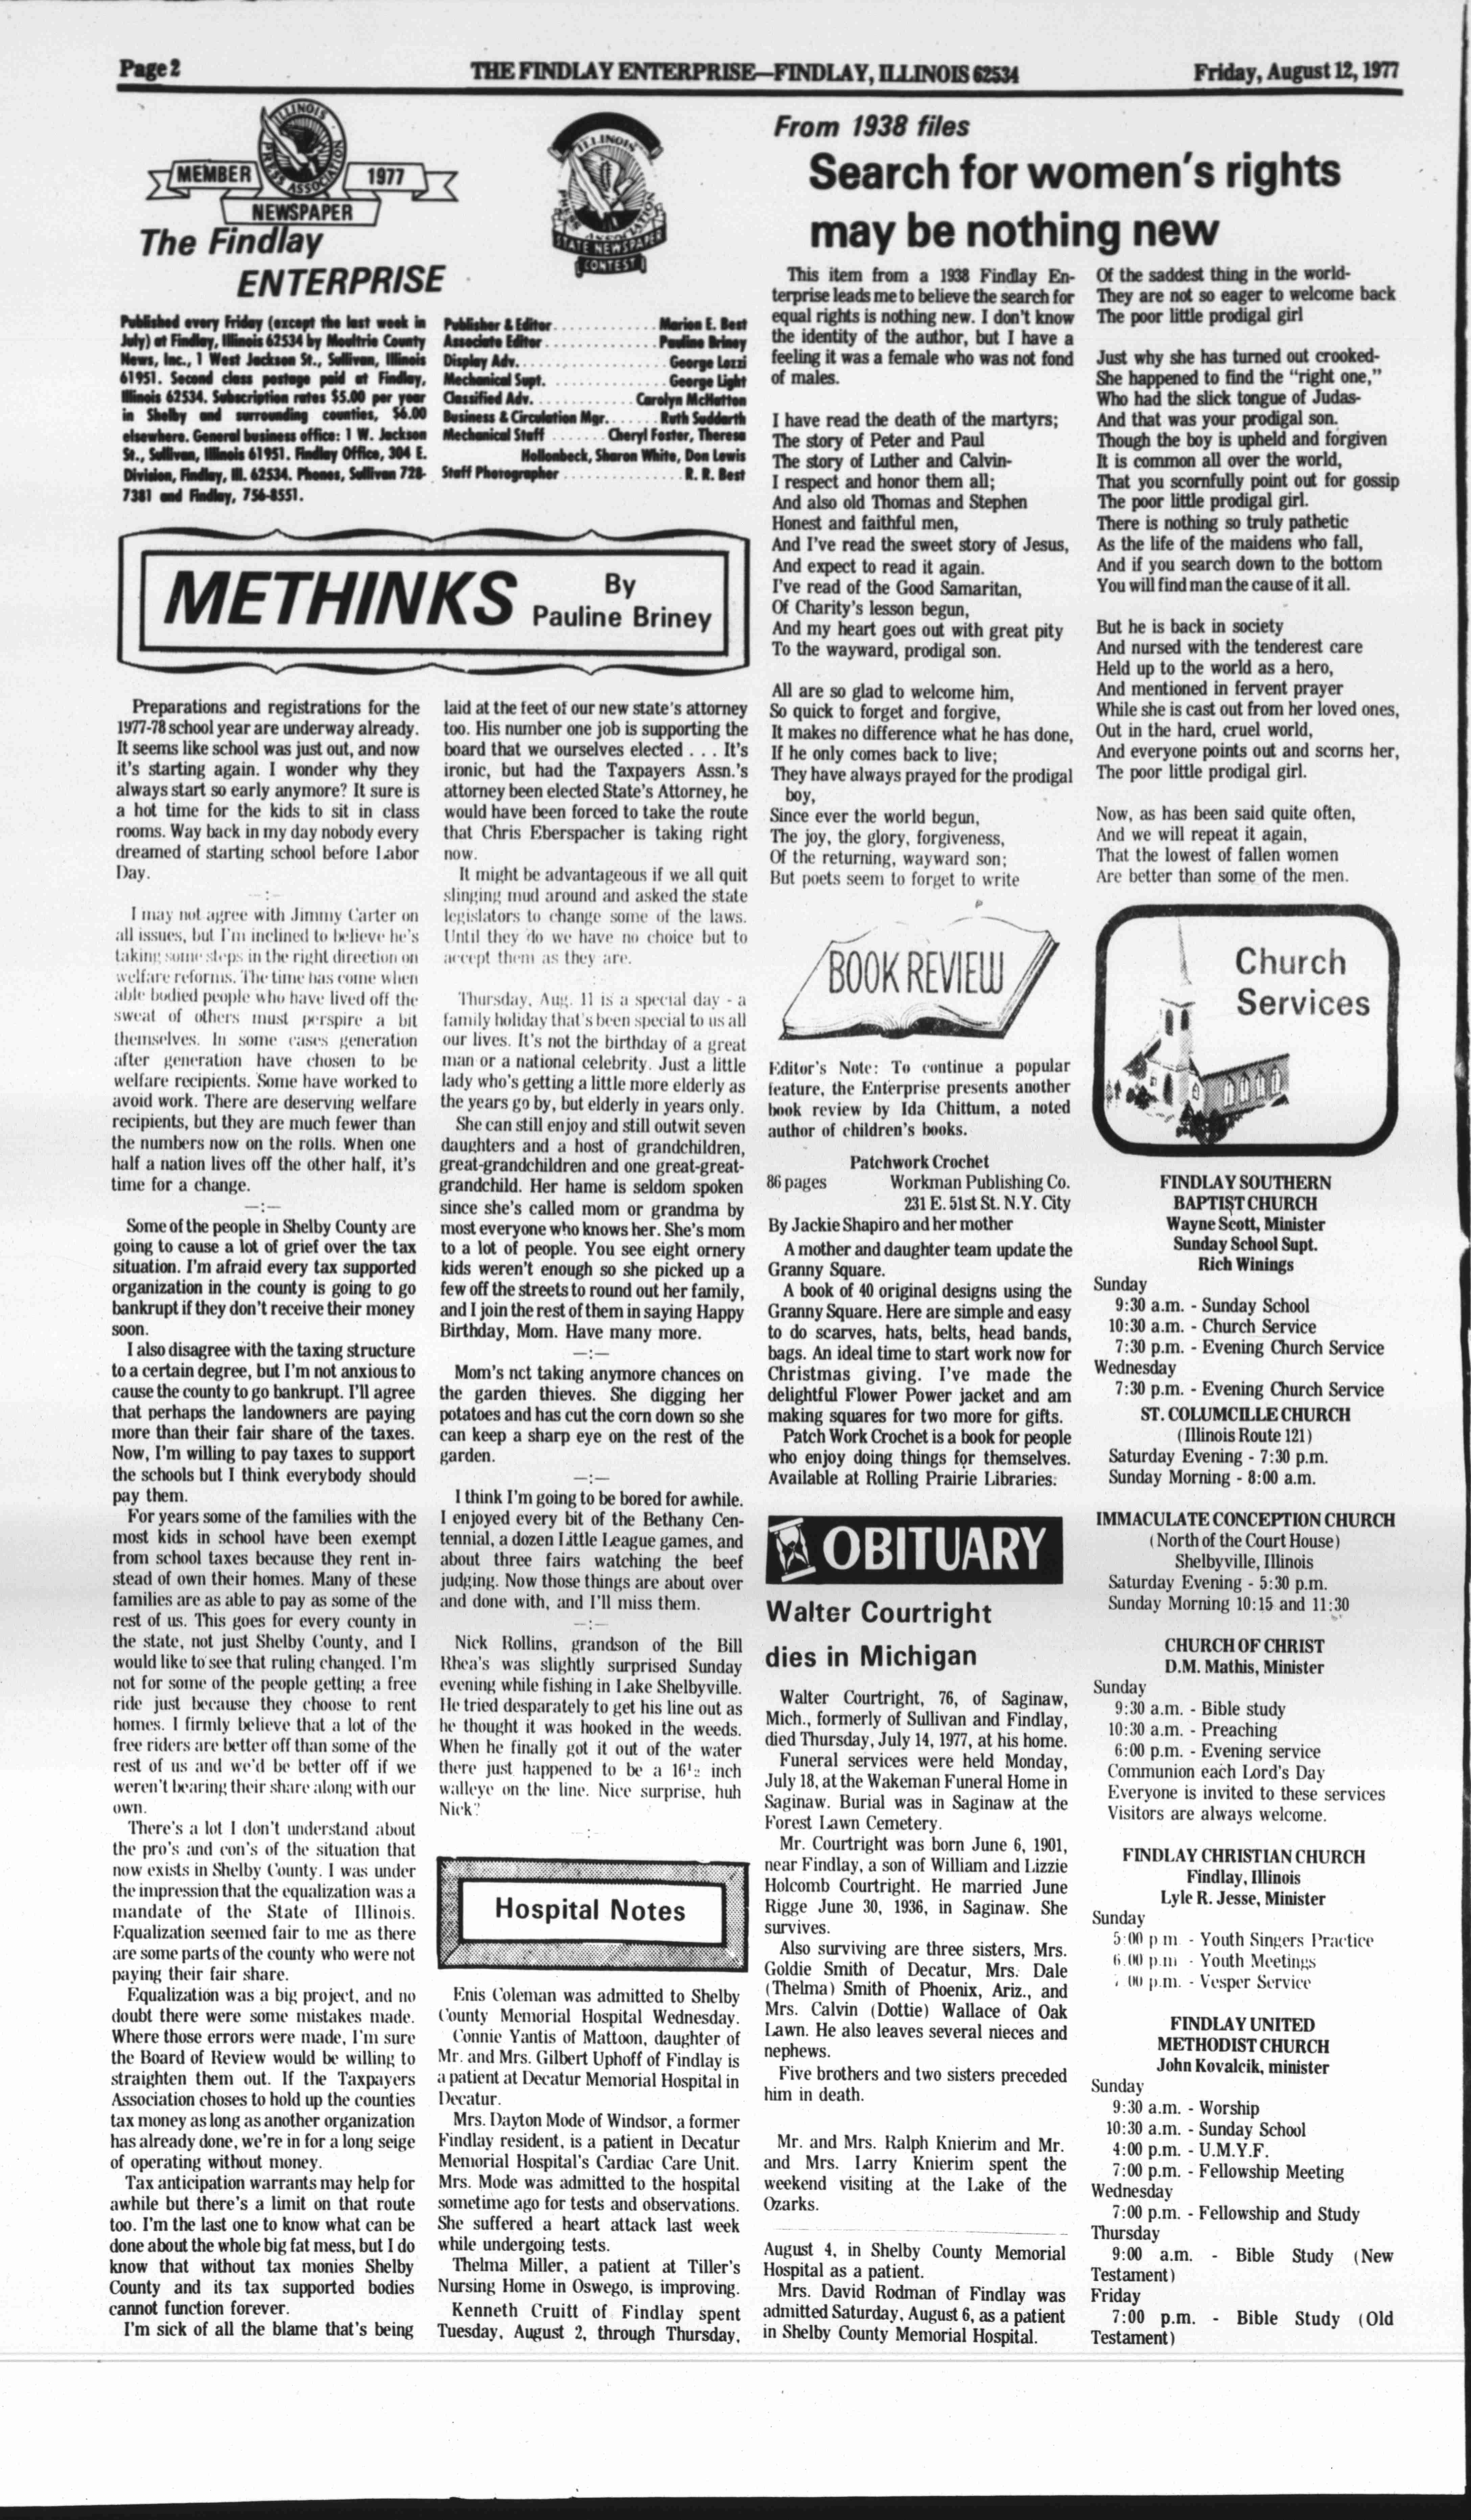 Page 2
THE FINDLAY ENTERPRISE—FINDLAY, ILLINOIS 62534
Friday, August 12, 1977
ILLINOIS
PRESS ASSOCIATION
MEMBER
1977
NEWSPAPER
The Findlay
ENTERPRISE
ILLINOIS
PRESS ASSOCIATION
STATE NEWSPAPER
CONTEST
Published every Friday (except the last week in
July) at Findlay, Illinois 62534 by Moultrie County
News, Inc., 1 West Jackson St., Sullivan, Illinois
61951. Second class postage paid at Findlay,
Illinois 62534. Subscription rates $5.00 per year
in Shelby and surrounding counties, $6.00
elsewhere. General business office: 1 W. Jackson
St., Sullivan, Illinois 61951. Findlay Office, 304 E.
Division, Findlay, Ill. 62534. Phones, Sullivan 728-
7381 and Findlay, 756-8551.
Publisher & Editor . . . . . . . . . . . . Marion E. Best
Associate Editor . . . . . . . . . . . . . Pauline Briney
Display Adv. . . . . . . . . . . . . . . . . George Lozzi
Mechanical Supt. . . . . . . . . . . . . . George Light
Classified Adv. . . . . . . . . . . . Carolyn McHatton
Business & Circulation Mgr. . . . . . . Ruth Suddarth
Mechanical Staff . . . . . . . Cheryl Foster, Theresa
Hollonbeck, Sharon White, Don Lewis
Staff Photographer . . . . . . . . . . . . . . R. R. Best
METHINKS
By
Pauline Briney
Preparations and registrations for the
1977-78 school year are underway already.
It seems like school was just out, and now
it's starting again. I wonder why they
always start so early anymore? It sure is
a hot time for the kids to sit in class
rooms. Way back in my day nobody every
dreamed of starting school before Labor
Day.
—:—
I may not agree with Jimmy Carter on
all issues, but I'm inclined to believe he's
taking some steps in the right direction on
welfare reforms. The time has come when
able bodied people who have lived off the
sweat of others must perspire a bit
themselves. In some cases generation
after generation have chosen to be
welfare recipients. Some have worked to
avoid work. There are deserving welfare
recipients, but they are much fewer than
the numbers now on the rolls. When one
half a nation lives off the other half, it's
time for a change.
—:—
Some of the people in Shelby County are
going to cause a lot of grief over the tax
situation. I'm afraid every tax supported
organization in the county is going to go
bankrupt if they don't receive their money
soon.
I also disagree with the taxing structure
to a certain degree, but I'm not anxious to
cause the county to go bankrupt. I'll agree
that perhaps the landowners are paying
more than their fair share of the taxes.
Now, I'm willing to pay taxes to support
the schools but I think everybody should
pay them.
For years some of the families with the
most kids in school have been exempt
from school taxes because they rent in-
stead of own their homes. Many of these
families are as able to pay as some of the
rest of us. This goes for every county in
the state, not just Shelby County, and I
would like to see that ruling changed. I'm
not for some of the people getting a free
ride just because they choose to rent
homes. I firmly believe that a lot of the
free riders are better off than some of the
rest of us and we'd be better off if we
weren't bearing their share along with our
own.
There's a lot I don't understand about
the pro's and con's of the situation that
now exists in Shelby County. I was under
the impression that the equalization was a
mandate of the State of Illinois.
Equalization seemed fair to me as there
are some parts of the county who were not
paying their fair share.
Equalization was a big project, and no
doubt there were some mistakes made.
Where those errors were made, I'm sure
the Board of Review would be willing to
straighten them out. If the Taxpayers
Association choses to hold up the counties
tax money as long as another organization
has already done, we're in for a long seige
of operating without money.
Tax anticipation warrants may help for
awhile but there's a limit on that route
too. I'm the last one to know what can be
done about the whole big fat mess, but I do
know that without tax monies Shelby
County and its tax supported bodies
cannot function forever.
I'm sick of all the blame that's being
laid at the feet of our new state's attorney
too. His number one job is supporting the
board that we ourselves elected . . . It's
ironic, but had the Taxpayers Assn.'s
attorney been elected State's Attorney, he
would have been forced to take the route
that Chris Eberspacher is taking right
now.
It might be advantageous if we all quit
slinging mud around and asked the state
legislators to change some of the laws.
Until they do we have no choice but to
accept them as they are.
Thursday, Aug. 11 is a special day - a
family holiday that's been special to us all
our lives. It's not the birthday of a great
man or a national celebrity. Just a little
lady who's getting a little more elderly as
the years go by, but elderly in years only.
She can still enjoy and still outwit seven
daughters and a host of grandchildren,
great-grandchildren and one great-great-
grandchild. Her hame is seldom spoken
since she's called mom or grandma by
most everyone who knows her. She's mom
to a lot of people. You see eight ornery
kids weren't enough so she picked up a
few off the streets to round out her family,
and I join the rest of them in saying Happy
Birthday, Mom. Have many more.
—:—
Mom's nct taking anymore chances on
the garden thieves. She digging her
potatoes and has cut the corn down so she
can keep a sharp eye on the rest of the
garden.
—:—
I think I'm going to be bored for awhile.
I enjoyed every bit of the Bethany Cen-
tennial, a dozen Little League games, and
about three fairs watching the beef
judging. Now those things are about over
and done with, and I'll miss them.
—:—
Nick Rollins, grandson of the Bill
Rhea's was slightly surprised Sunday
evening while fishing in Lake Shelbyville.
He tried desparately to get his line out as
he thought it was hooked in the weeds.
When he finally got it out of the water
there just happened to be a 16½ inch
walleye on the line. Nice surprise, huh
Nick?
:
Hospital Notes
Enis Coleman was admitted to Shelby
County Memorial Hospital Wednesday.
Connie Yantis of Mattoon, daughter of
Mr. and Mrs. Gilbert Uphoff of Findlay is
a patient at Decatur Memorial Hospital in
Decatur.
Mrs. Dayton Mode of Windsor, a former
Findlay resident, is a patient in Decatur
Memorial Hospital's Cardiac Care Unit.
Mrs. Mode was admitted to the hospital
sometime ago for tests and observations.
She suffered a heart attack last week
while undergoing tests.
Thelma Miller, a patient at Tiller's
Nursing Home in Oswego, is improving.
Kenneth Cruitt of Findlay spent
Tuesday, August 2, through Thursday,
From 1938 files
Search for women's rights
may be nothing new
This item from a 1938 Findlay En-
terprise leads me to believe the search for
equal rights is nothing new. I don't know
the identity of the author, but I have a
feeling it was a female who was not fond
of males.
I have read the death of the martyrs;
The story of Peter and Paul
The story of Luther and Calvin-
I respect and honor them all;
And also old Thomas and Stephen
Honest and faithful men,
And I've read the sweet story of Jesus,
And expect to read it again.
I've read of the Good Samaritan,
Of Charity's lesson begun,
And my heart goes out with great pity
To the wayward, prodigal son.
All are so glad to welcome him,
So quick to forget and forgive,
It makes no difference what he has done,
If he only comes back to live;
They have always prayed for the prodigal
boy,
Since ever the world begun,
The joy, the glory, forgiveness,
Of the returning, wayward son;
But poets seem to forget to write
Of the saddest thing in the world-
They are not so eager to welcome back
The poor little prodigal girl
Just why she has turned out crooked-
She happened to find the "right one,"
Who had the slick tongue of Judas-
And that was your prodigal son.
Though the boy is upheld and forgiven
It is common all over the world,
That you scornfully point out for gossip
The poor little prodigal girl.
There is nothing so truly pathetic
As the life of the maidens who fall,
And if you search down to the bottom
You will find man the cause of it all.
But he is back in society
And nursed with the tenderest care
Held up to the world as a hero,
And mentioned in fervent prayer
While she is cast out from her loved ones,
Out in the hard, cruel world,
And everyone points out and scorns her,
The poor little prodigal girl.
Now, as has been said quite often,
And we will repeat it again,
That the lowest of fallen women
Are better than some of the men.
BOOK REVIEW
Editor's Note: To continue a popular
feature, the Enterprise presents another
book review by Ida Chittum, a noted
author of children's books.
Patchwork Crochet
86 pages Workman Publishing Co.
231 E. 51st St. N.Y. City
By Jackie Shapiro and her mother
A mother and daughter team update the
Granny Square.
A book of 40 original designs using the
Granny Square. Here are simple and easy
to do scarves, hats, belts, head bands,
bags. An ideal time to start work now for
Christmas giving. I've made the
delightful Flower Power jacket and am
making squares for two more for gifts.
Patch Work Crochet is a book for people
who enjoy doing things for themselves.
Available at Rolling Prairie Libraries.
OBITUARY
Walter Courtright
dies in Michigan
Walter Courtright, 76, of Saginaw,
Mich., formerly of Sullivan and Findlay,
died Thursday, July 14, 1977, at his home.
Funeral services were held Monday,
July 18, at the Wakeman Funeral Home in
Saginaw. Burial was in Saginaw at the
Forest Lawn Cemetery.
Mr. Courtright was born June 6, 1901,
near Findlay, a son of William and Lizzie
Holcomb Courtright. He married June
Rigge June 30, 1936, in Saginaw. She
survives.
Also surviving are three sisters, Mrs.
Goldie Smith of Decatur, Mrs. Dale
(Thelma) Smith of Phoenix, Ariz., and
Mrs. Calvin (Dottie) Wallace of Oak
Lawn. He also leaves several nieces and
nephews.
Five brothers and two sisters preceded
him in death.
Mr. and Mrs. Ralph Knierim and Mr.
and Mrs. Larry Knierim spent the
weekend visiting at the Lake of the
Ozarks.
August 4, in Shelby County Memorial
Hospital as a patient.
Mrs. David Rodman of Findlay was
admitted Saturday, August 6, as a patient
in Shelby County Memorial Hospital.
Church
Services
FINDLAY SOUTHERN
BAPTIST CHURCH
Wayne Scott, Minister
Sunday School Supt.
Rich Winings
Sunday
9:30 a.m. - Sunday School
10:30 a.m. - Church Service
7:30 p.m. - Evening Church Service
Wednesday
7:30 p.m. - Evening Church Service
ST. COLUMCILLE CHURCH
(Illinois Route 121)
Saturday Evening - 7:30 p.m.
Sunday Morning - 8:00 a.m.
IMMACULATE CONCEPTION CHURCH
(North of the Court House)
Shelbyville, Illinois
Saturday Evening - 5:30 p.m.
Sunday Morning 10:15 and 11:30
CHURCH OF CHRIST
D.M. Mathis, Minister
Sunday
9:30 a.m. - Bible study
10:30 a.m. - Preaching
6:00 p.m. - Evening service
Communion each Lord's Day
Everyone is invited to these services
Visitors are always welcome.
FINDLAY CHRISTIAN CHURCH
Findlay, Illinois
Lyle R. Jesse, Minister
Sunday
5:00 p.m. - Youth Singers Practice
6:00 p.m. - Youth Meetings
:00 p.m. - Vesper Service
FINDLAY UNITED
METHODIST CHURCH
John Kovalcik, minister
Sunday
9:30 a.m. - Worship
10:30 a.m. - Sunday School
4:00 p.m. - U.M.Y.F.
7:00 p.m. - Fellowship Meeting
Wednesday
7:00 p.m. - Fellowship and Study
Thursday
9:00 a.m. - Bible Study (New
Testament)
Friday
7:00 p.m. - Bible Study (Old
Testament)